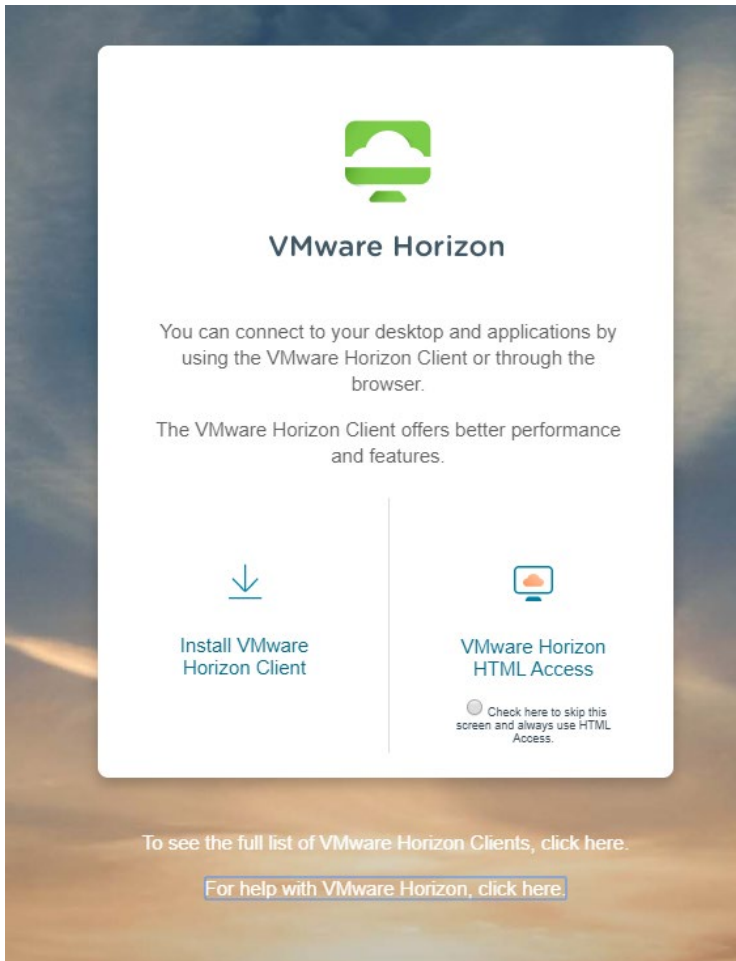 VMware Horizon
You can connect to your desktop and applications by
using the VMware Horizon Client or through the
browser.
The VMware Horizon Client offers better performance
and features.
Install VMware
Horizon Client
VMware Horizon
HTML Access
Check here to skip this
screen and always use HTML
Access.
To see the full list of VMware Horizon Clients, click here.
For help with VMware Horizon, click here.